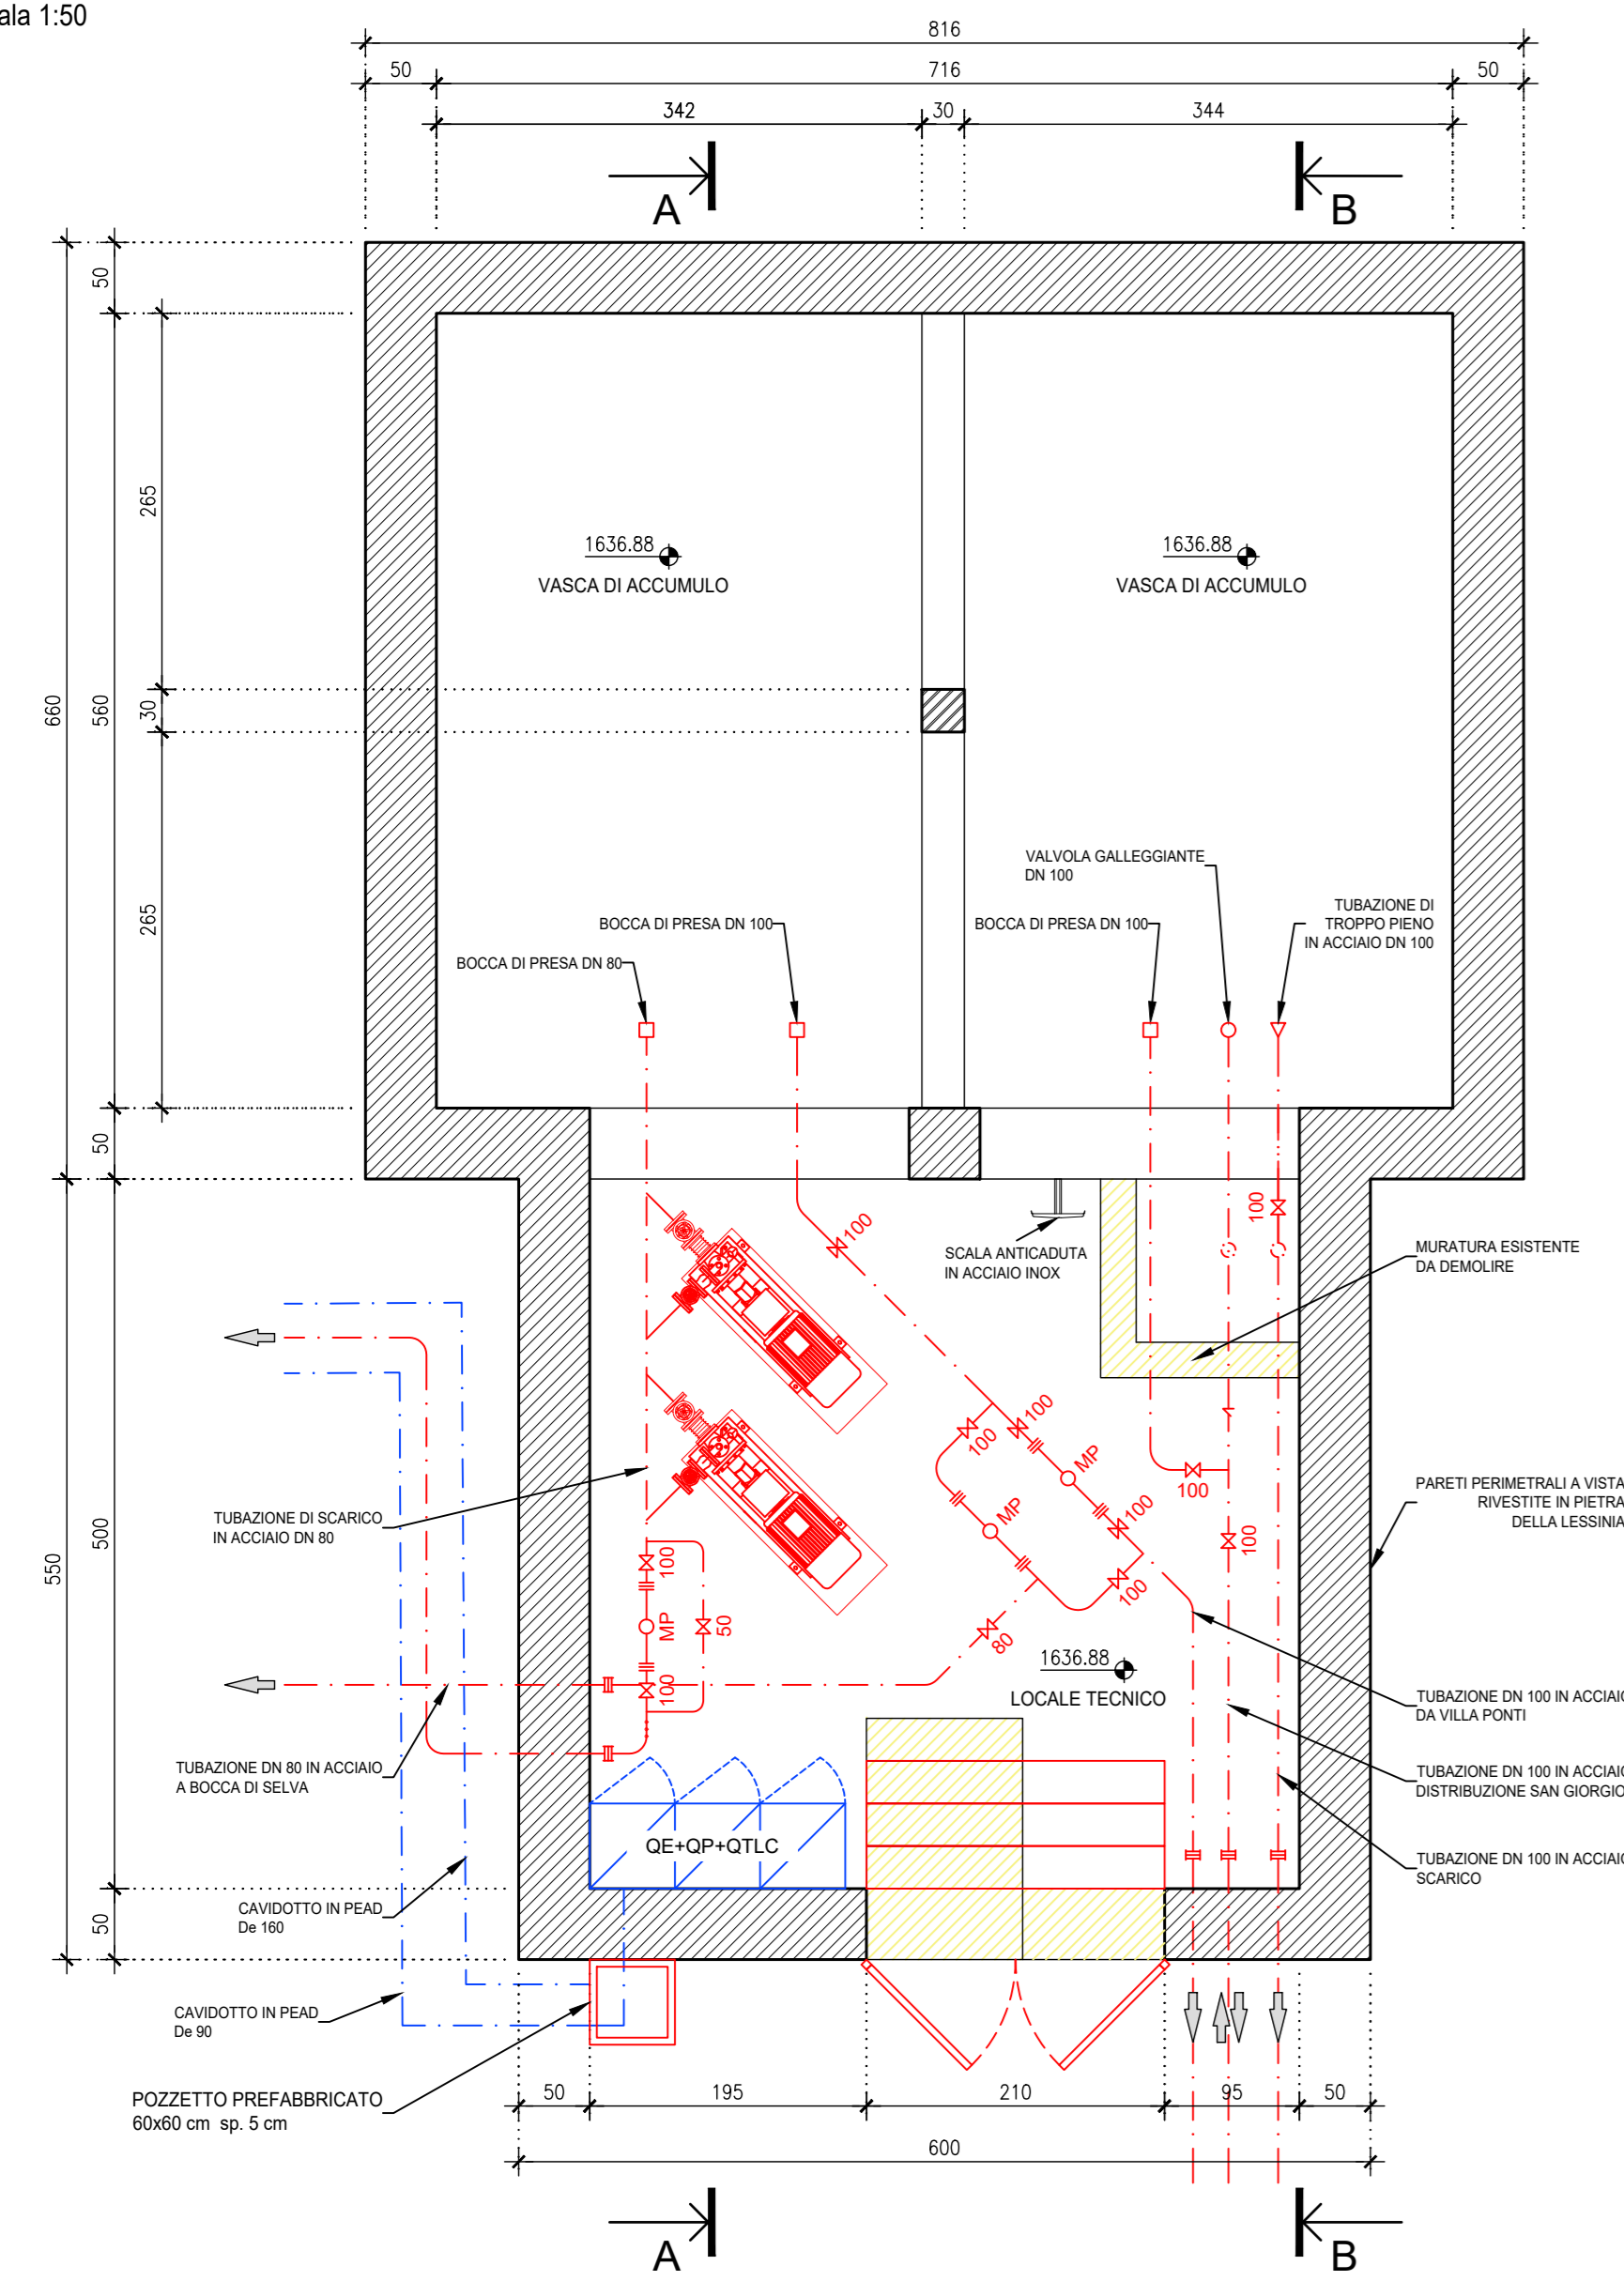 ala 1:50
816
50
716
50
342
30
344
A
B
50
660
560
265
30
265
50
1636.88
VASCA DI ACCUMULO
1636.88
VASCA DI ACCUMULO
VALVOLA GALLEGGIANTE
DN 100
BOCCA DI PRESA DN 100
BOCCA DI PRESA DN 100
TUBAZIONE DI
TROPPO PIENO
IN ACCIAIO DN 100
BOCCA DI PRESA DN 80
100
100
SCALA ANTICADUTA
IN ACCIAIO INOX
MURATURA ESISTENTE
DA DEMOLIRE
100
100
MP
MP
100
100
100
100
PARETI PERIMETRALI A VISTA
RIVESTITE IN PIETRA
DELLA LESSINIA
TUBAZIONE DI SCARICO
IN ACCIAIO DN 80
550
500
100
MP
50
100
80
1636.88
LOCALE TECNICO
TUBAZIONE DN 100 IN ACCIAIO
DA VILLA PONTI
TUBAZIONE DN 80 IN ACCIAIO
A BOCCA DI SELVA
TUBAZIONE DN 100 IN ACCIAIO
DISTRIBUZIONE SAN GIORGIO
QE+QP+QTLC
TUBAZIONE DN 100 IN ACCIAIO
SCARICO
CAVIDOTTO IN PEAD
De 160
50
CAVIDOTTO IN PEAD
De 90
POZZETTO PREFABBRICATO
60x60 cm sp. 5 cm
50
195
210
95
50
600
A
B